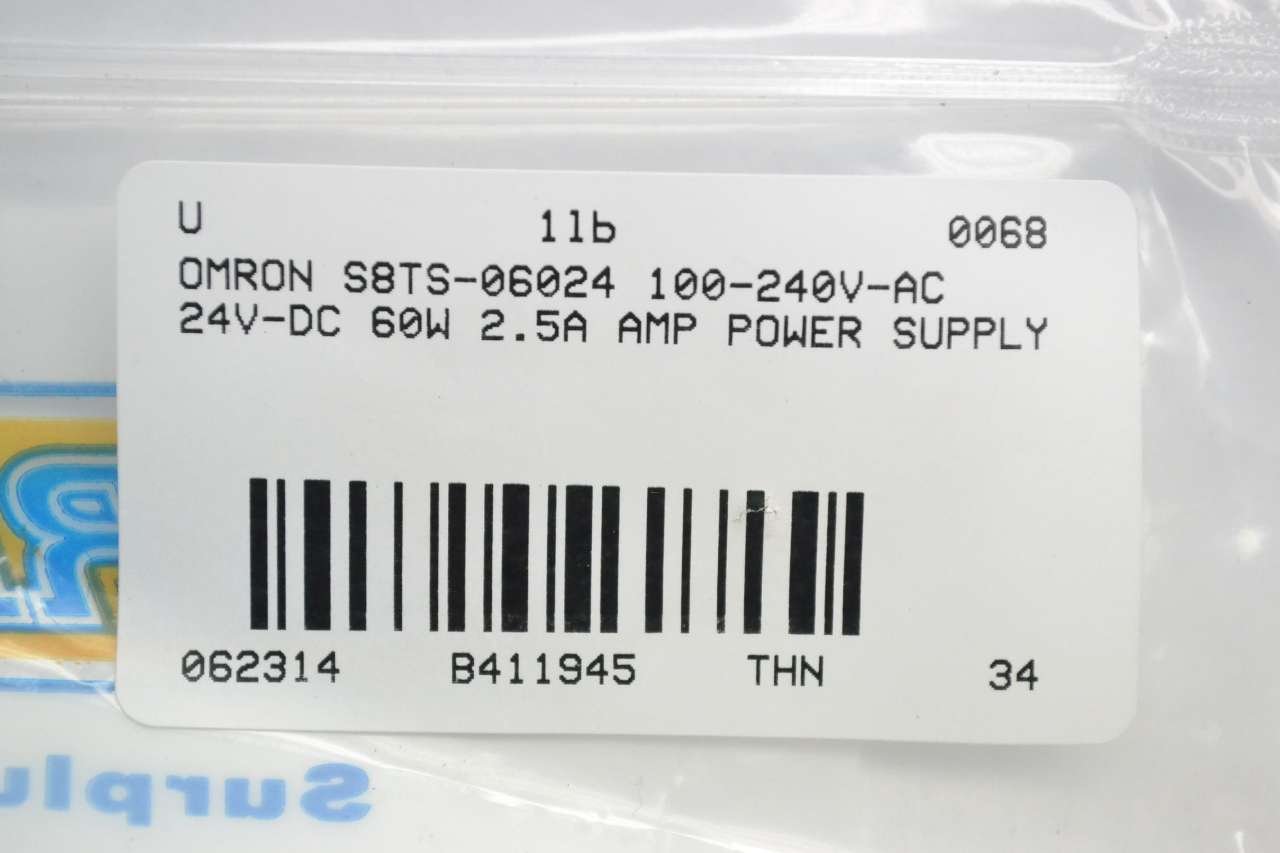 U 1lb 0068
OMRON S8TS-06024 100-240V-AC
24V-DC 60W 2.5A AMP POWER SUPPLY
062314 B411945 THN 34